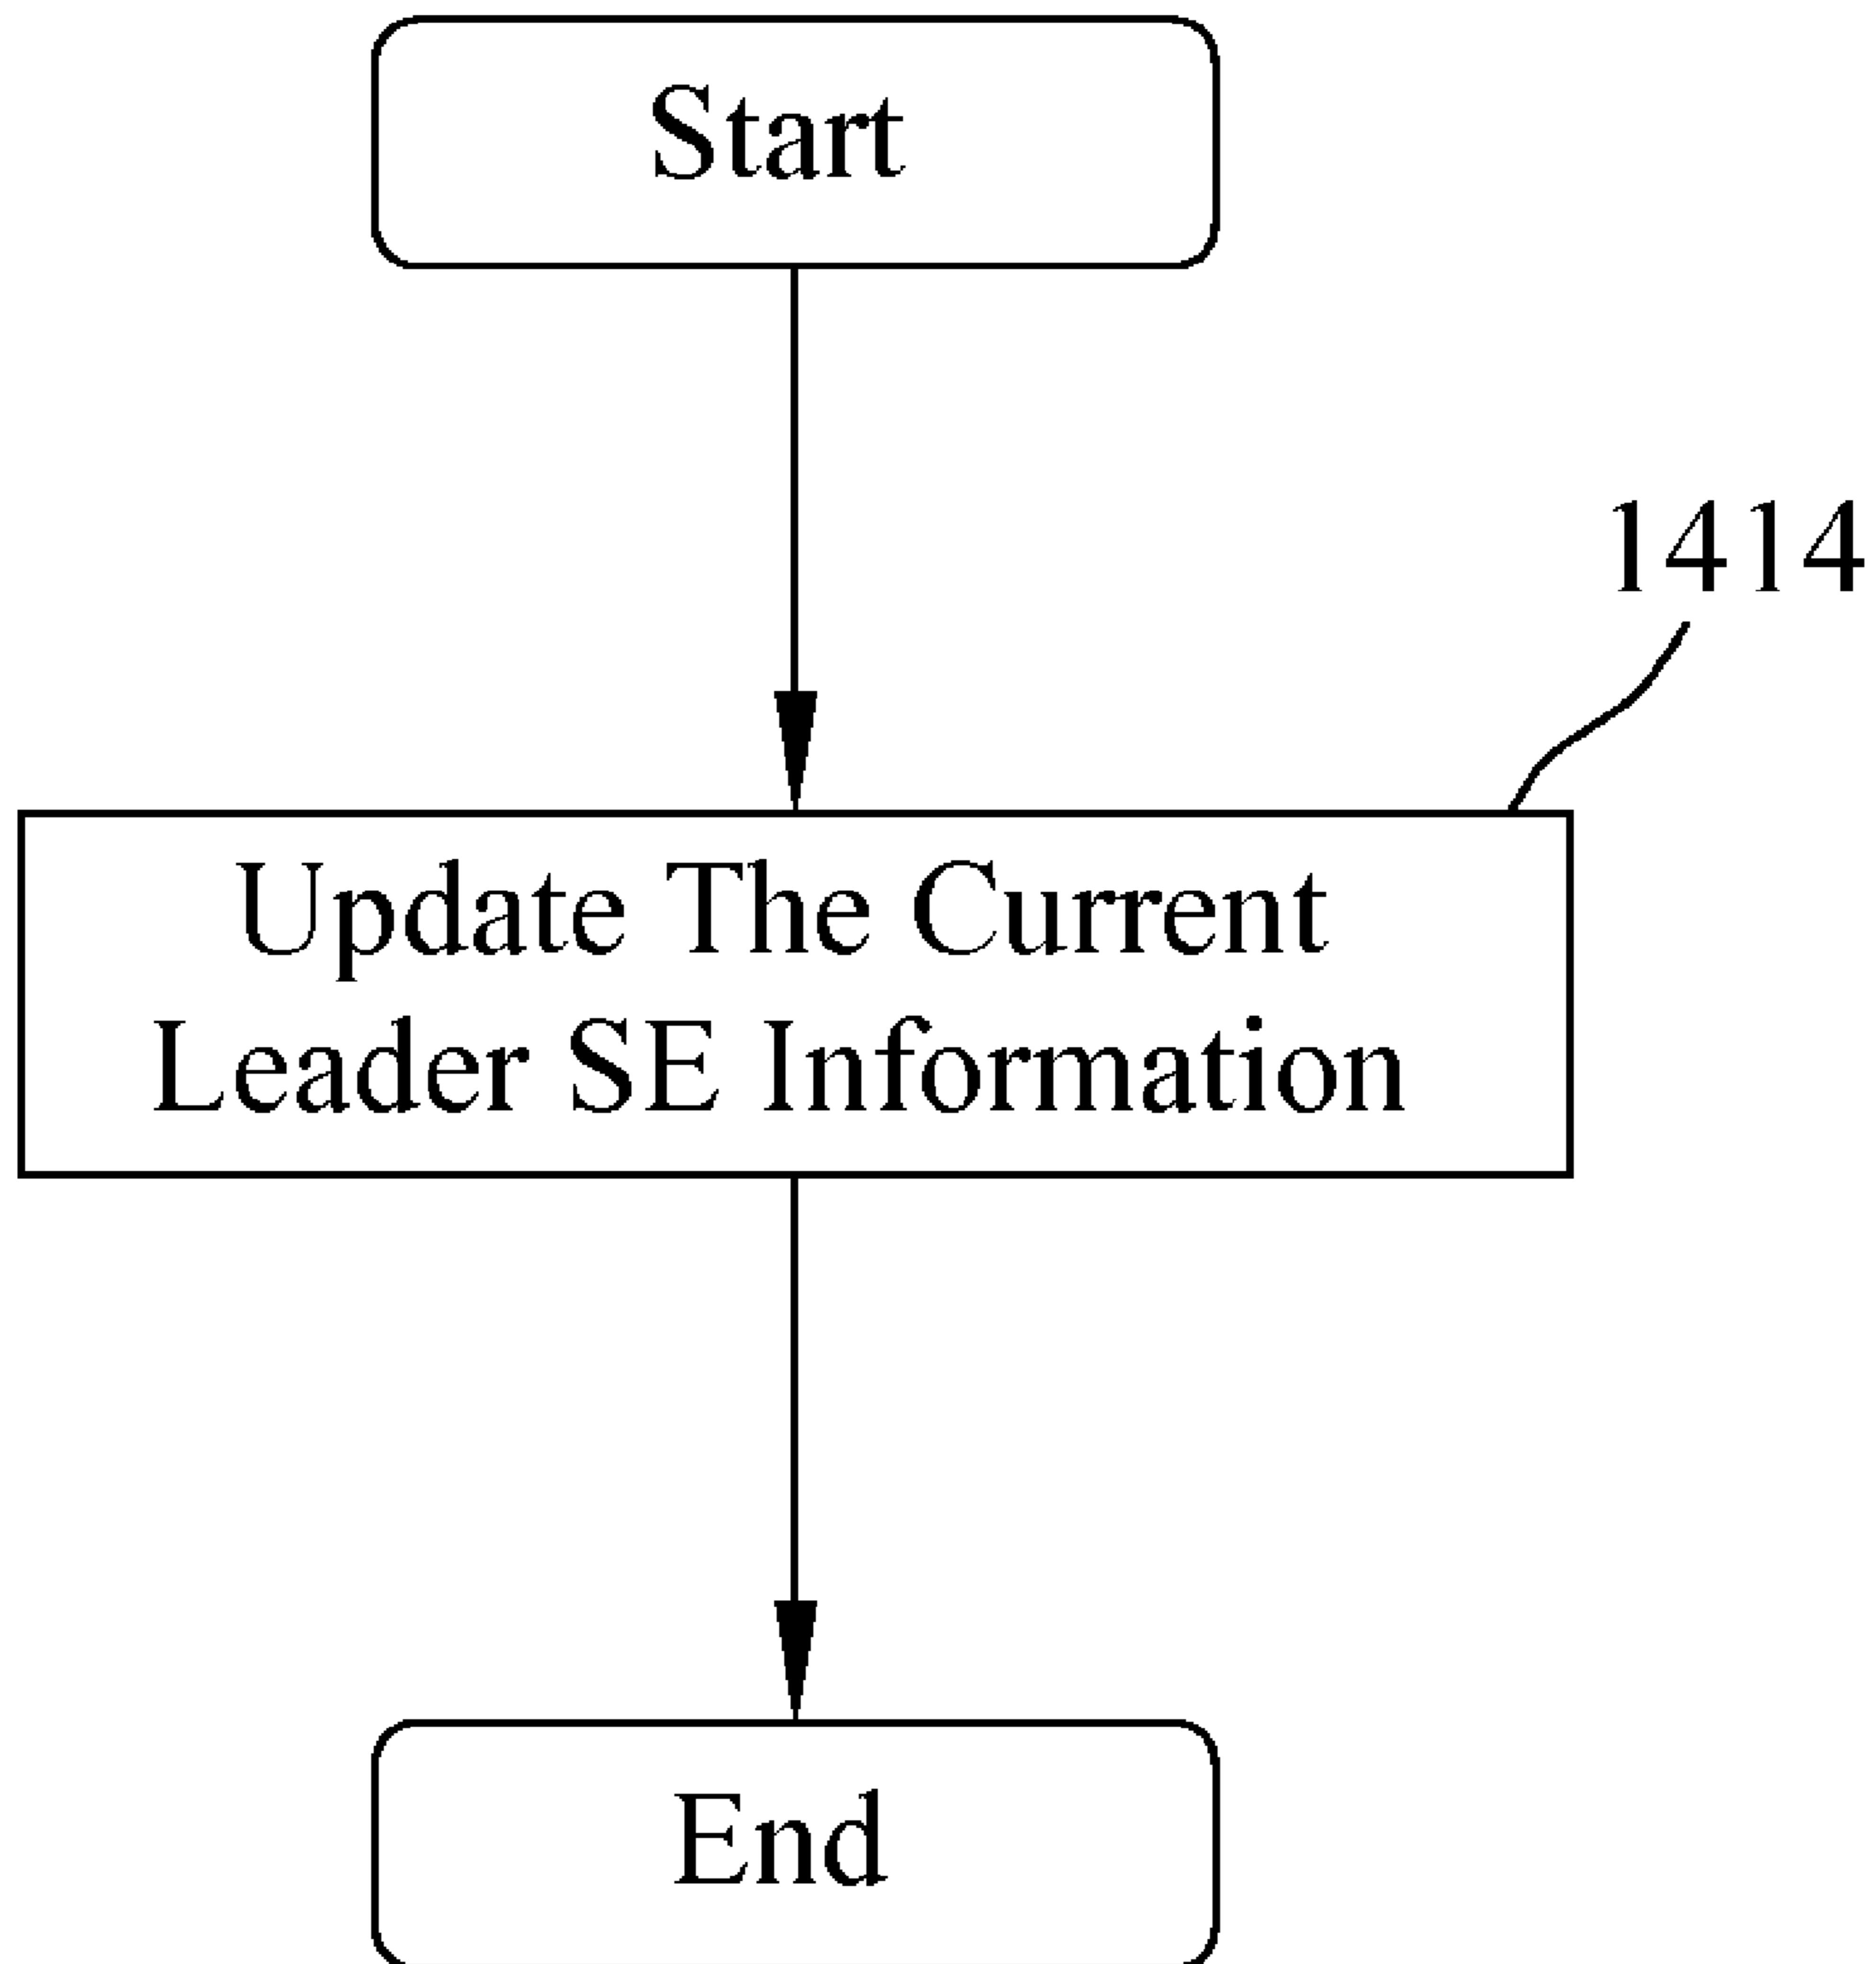 Start
1414
Update The Current
Leader SE Information
End